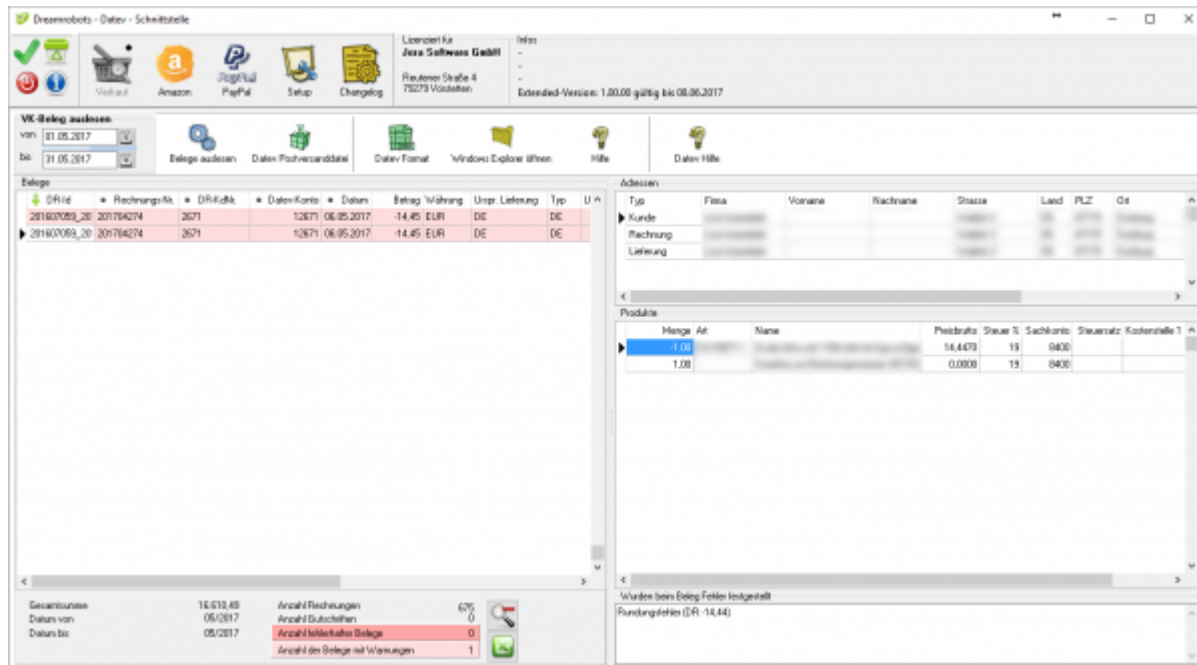 Dreamrobots - Datev - Schnittstelle
Verkauf
Amazon
PayPal
Setup
Changelog
Lizenziert für
Jera Software GmbH
Reutener Straße 4
79279 Vörstetten
Infos
-
-
-
Extended-Version: 1.00.00 gültig bis 08.06.2017
VK-Beleg auslesen
von 01.05.2017
bis 31.05.2017
Belege auslesen
Datev Postversanddatei
Datev Format
Windows Explorer öffnen
Hilfe
Datev Hilfe
Belege
DR-Id Rechnungs-Nr. DR-KdNr. Datev-Konto Datum Betrag Währung Urspr. Lieferung Typ U
201607059_20 201704274 2671 12671 06.05.2017 -14,45 EUR DE DE
201607059_20 201704274 2671 12671 06.05.2017 -14,45 EUR DE DE
Gesamtsumme 16.610,49
Datum von 05/2017
Datum bis 05/2017
Anzahl Rechnungen 675
Anzahl Gutschriften 0
Anzahl fehlerhafter Belege 0
Anzahl der Belege mit Warnungen 1
Adressen
Typ Firma Vorname Nachname Strasse Land PLZ Ort
Kunde
Rechnung
Lieferung
Produkte
Menge Art Name Preisbrutto Steuer % Sachkonto Steuersatz Kostenstelle 1
-1,00 14,4470 19 8400
1,00 0,0000 19 8400
Wurden beim Beleg Fehler festgestellt
Rundungsfehler (DR: -14,44)